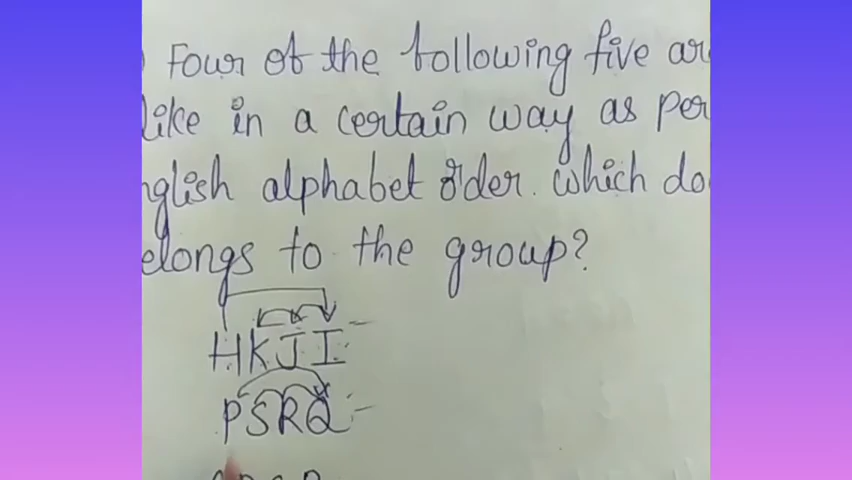 Four of the following five ar
like in a certain way as per
nglish alphabet order. which do
elongs to the group?
HKJI
PSRQ